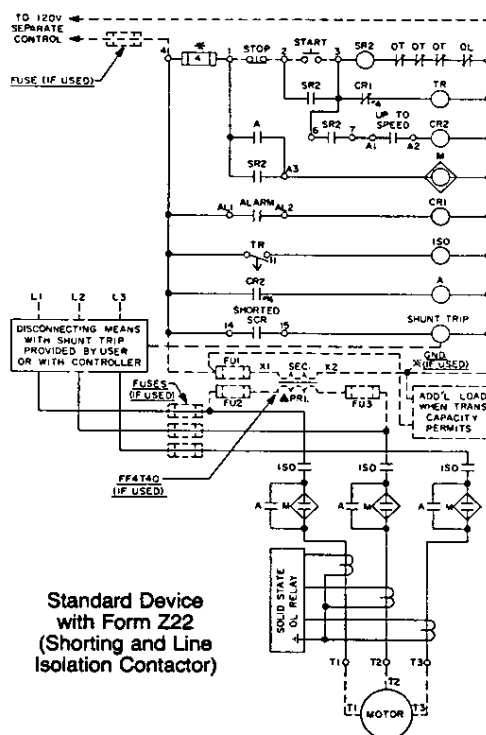 TO 120V
SEPARATE
CONTROL
FUSE (IF USED)
4 4 1 STOP 2 START 3 SR2 OT OT OT OL
SR2 CR1 TR
UP TO
SPEED
6 SR2 7 A1 A2 CR2
A M
SR2 A3
AL1 ALARM AL2 CR1
TR 11 ISO
CR2 A
SHORTED
SCR
14 15 SHUNT TRIP
L1 L2 L3
DISCONNECTING MEANS
WITH SHUNT TRIP
PROVIDED BY USER
OR WITH CONTROLLER
GND
(IF USED)
FU1 X1 SEC. X2
FUSES
(IF USED)
FU2 PRI. FU3
ADD'L LOAD
WHEN TRANS
CAPACITY
PERMITS
FF4T40
(IF USED)
ISO ISO ISO
A M A M A M
SOLID STATE
OL RELAY
Standard Device
with Form Z22
(Shorting and Line
Isolation Contactor)
T1 T2 T3
T1 T2 T3
MOTOR